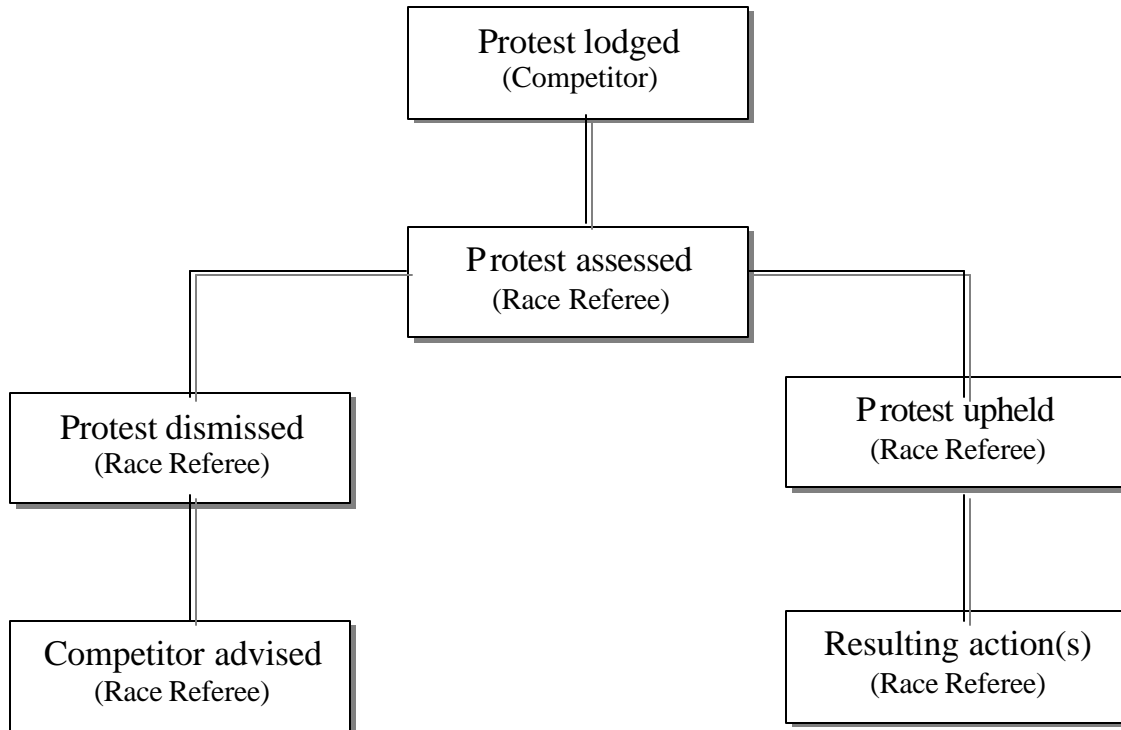 Protest lodged
(Competitor)
Protest assessed
(Race Referee)
Protest dismissed
(Race Referee)
Protest upheld
(Race Referee)
Competitor advised
(Race Referee)
Resulting action(s)
(Race Referee)